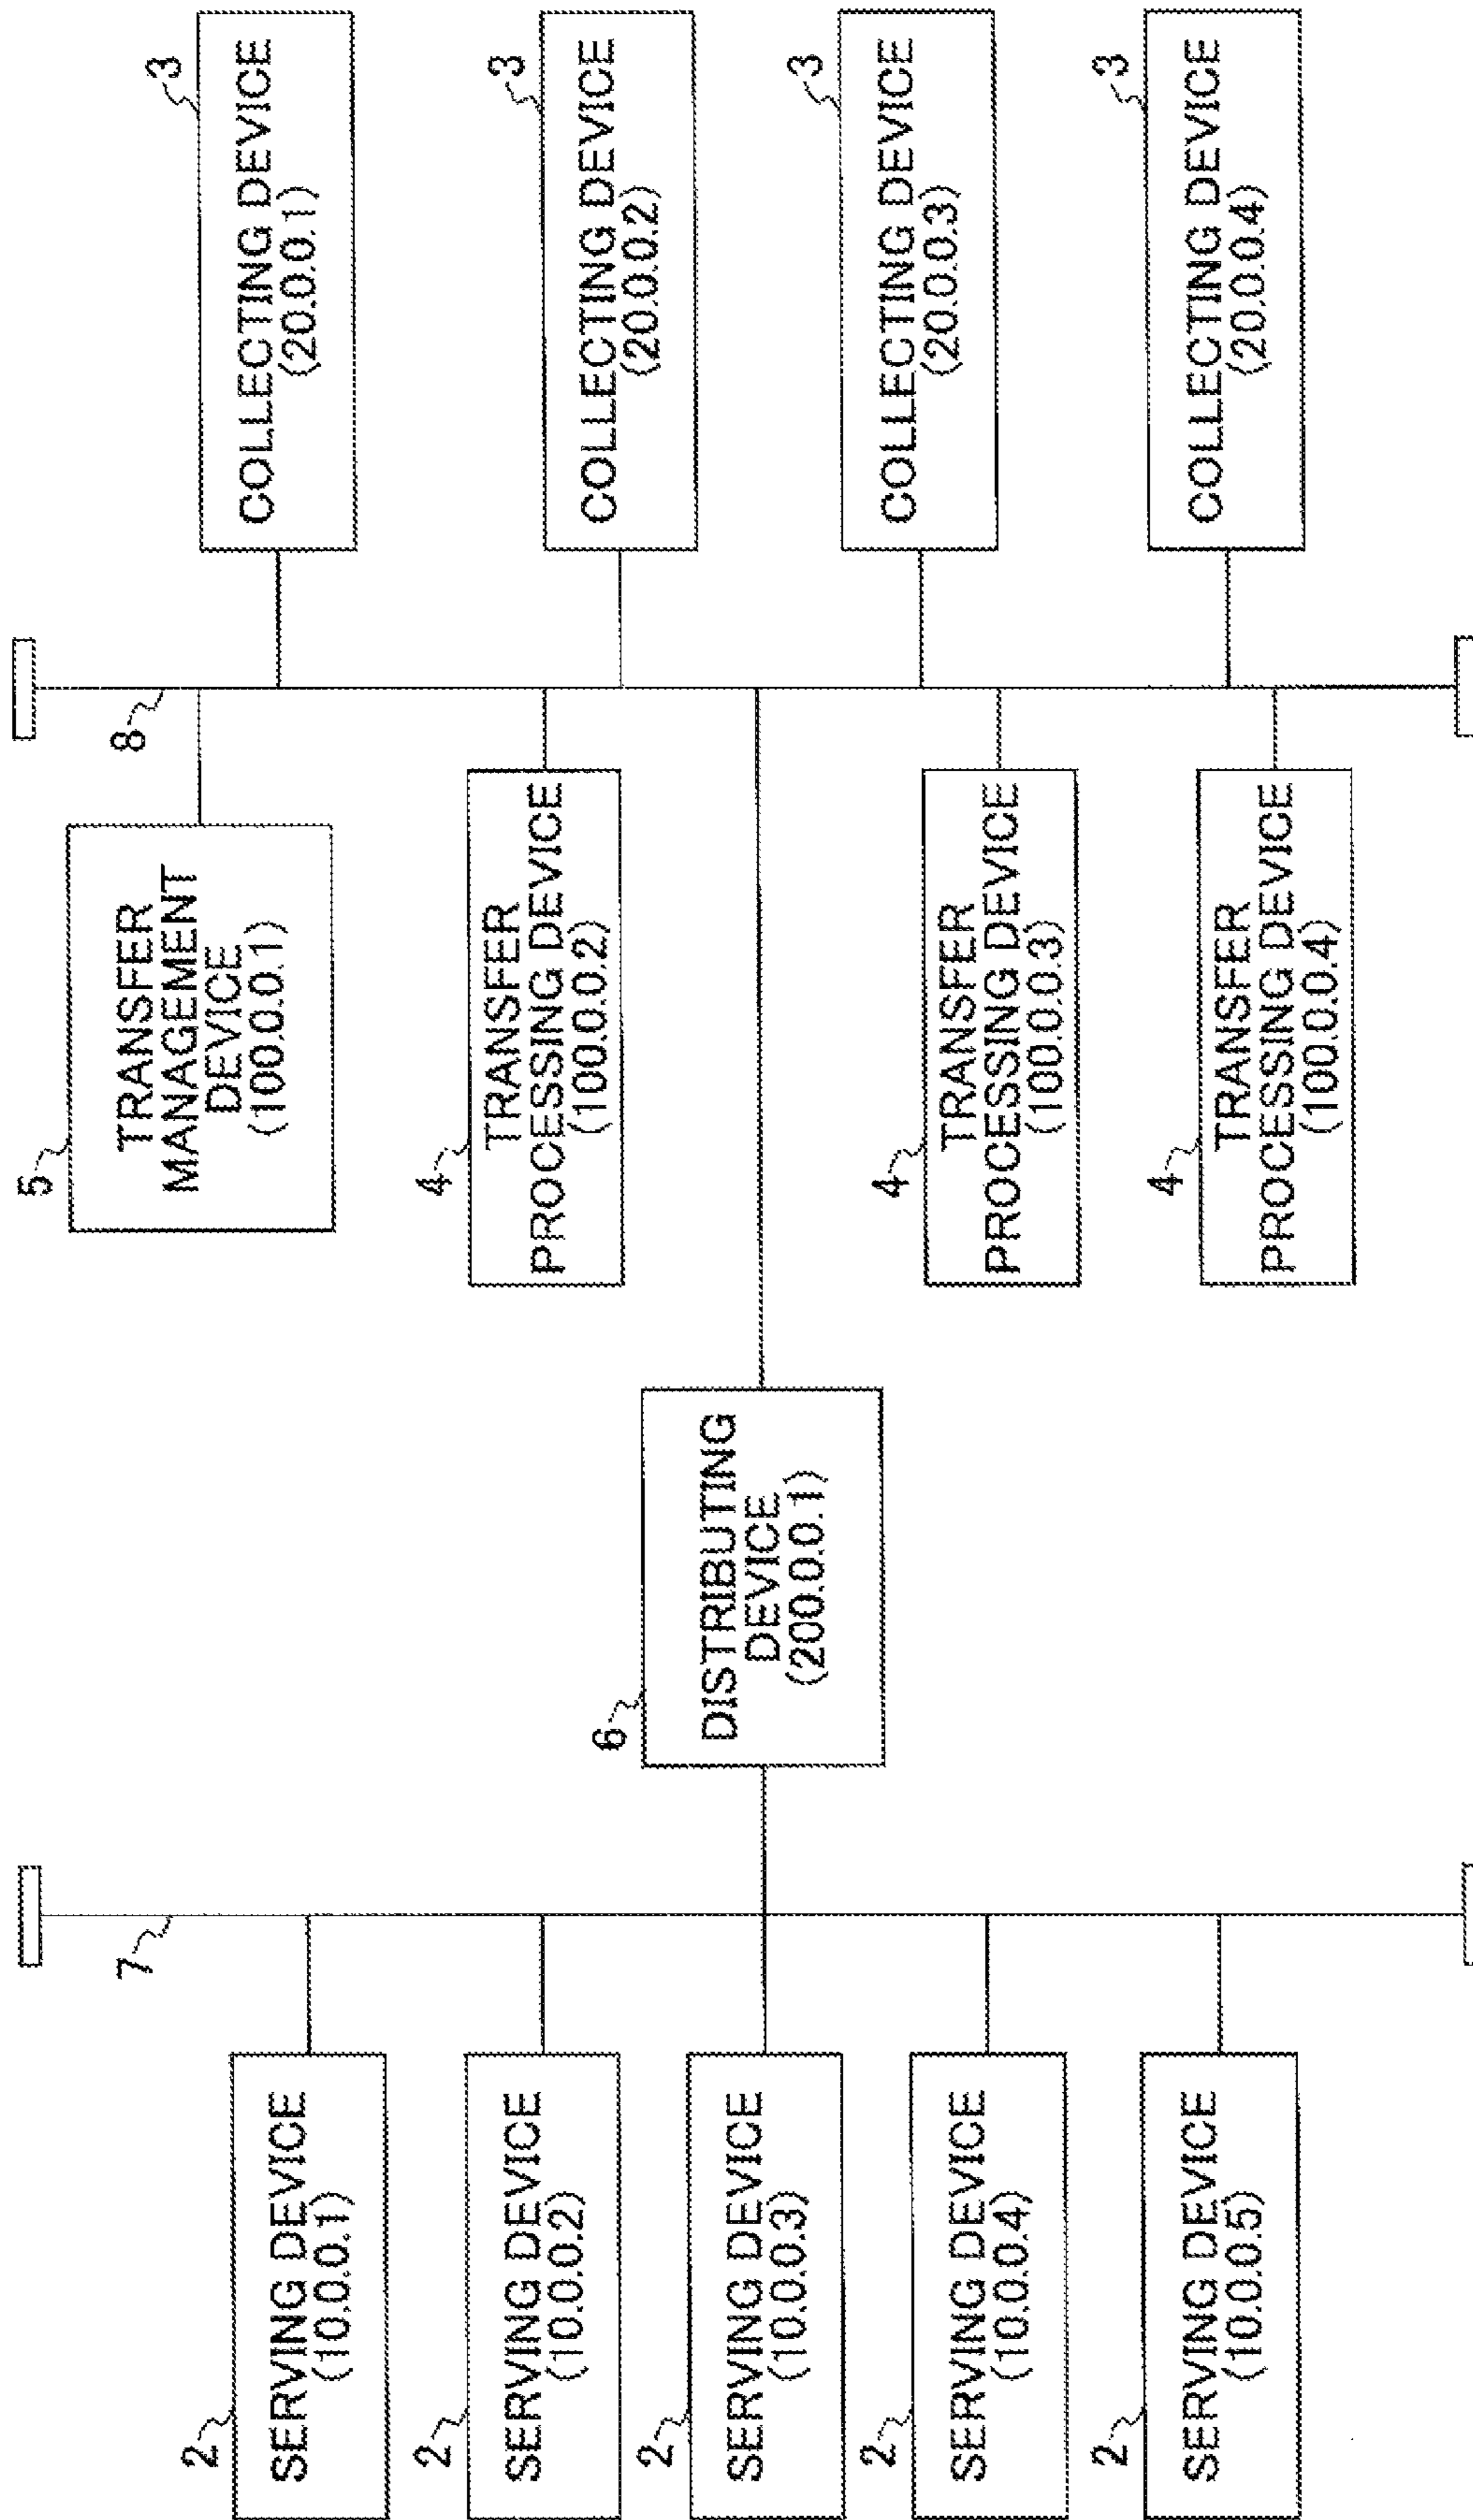 2
SERVING DEVICE
(10.0.0.1)
2
SERVING DEVICE
(10.0.0.2)
2
SERVING DEVICE
(10.0.0.3)
2
SERVING DEVICE
(10.0.0.4)
2
SERVING DEVICE
(10.0.0.5)
7
6
DISTRIBUTING
DEVICE
(200.0.0.1)
5
TRANSFER
MANAGEMENT
DEVICE
(100.0.0.1)
4
TRANSFER
PROCESSING DEVICE
(100.0.0.2)
4
TRANSFER
PROCESSING DEVICE
(100.0.0.3)
4
TRANSFER
PROCESSING DEVICE
(100.0.0.4)
8
3
COLLECTING DEVICE
(20.0.0.1)
3
COLLECTING DEVICE
(20.0.0.2)
3
COLLECTING DEVICE
(20.0.0.3)
3
COLLECTING DEVICE
(20.0.0.4)